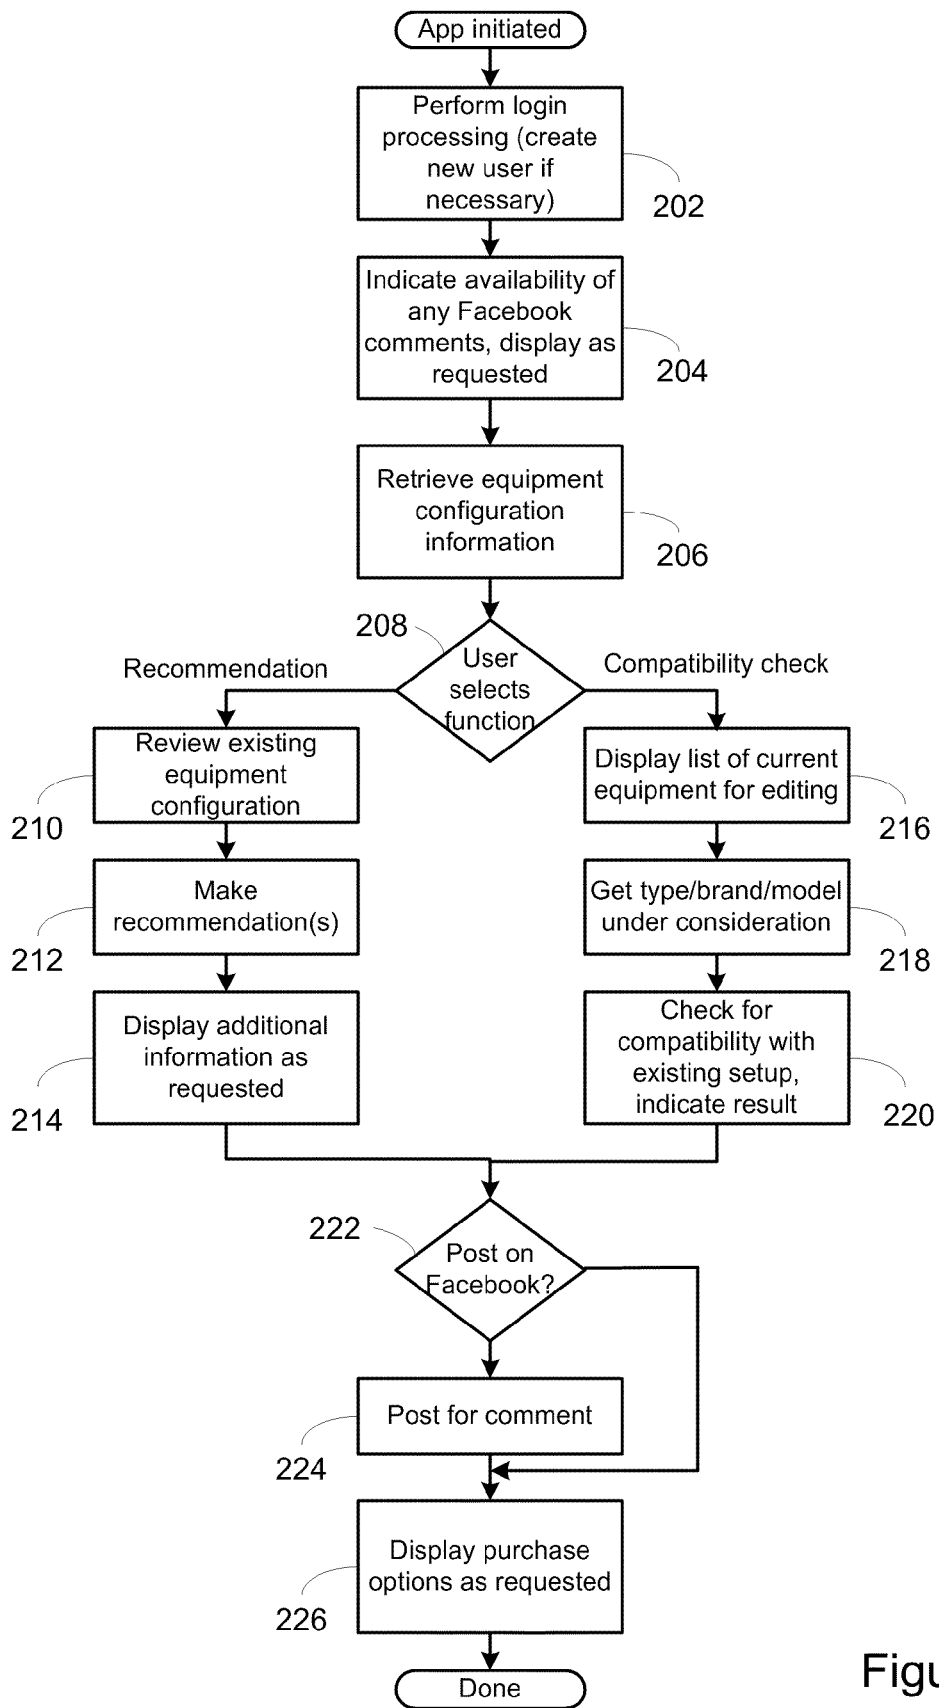 App initiated
Perform login
processing (create
new user if
necessary)
202
Indicate availability of
any Facebook
comments, display as
requested
204
Retrieve equipment
configuration
information
206
208
User
selects
function
Recommendation
Compatibility check
Review existing
equipment
configuration
210
Display list of current
equipment for editing
216
Make
recommendation(s)
212
Get type/brand/model
under consideration
218
Display additional
information as
requested
214
Check for
compatibility with
existing setup,
indicate result
220
222
Post on
Facebook?
Post for comment
224
Display purchase
options as requested
226
Done
Figu